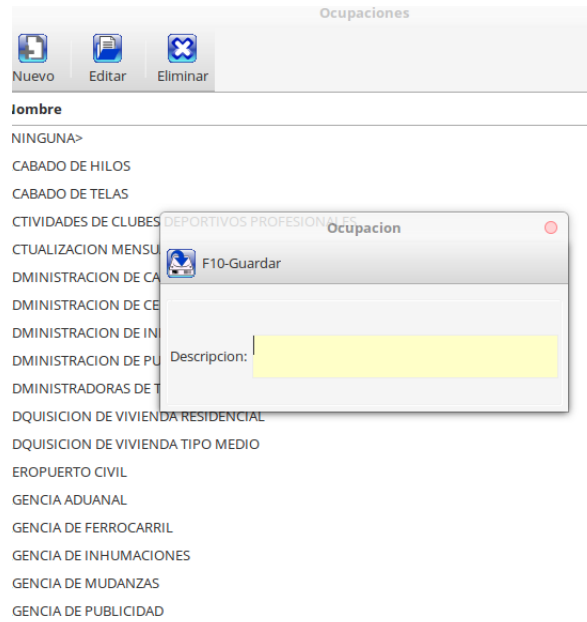 Ocupaciones
Nuevo Editar Eliminar
Nombre
NINGUNA>
CABADO DE HILOS
CABADO DE TELAS
CTIVIDADES DE CLUBES DEPORTIVOS PROFESIONALES
Ocupacion
CTUALIZACION MENSU
F10-Guardar
DMINISTRACION DE CA
DMINISTRACION DE CE
DMINISTRACION DE IN
DMINISTRACION DE PU
Descripcion:
DMINISTRADORAS DE T
DQUISICION DE VIVIENDA RESIDENCIAL
DQUISICION DE VIVIENDA TIPO MEDIO
EROPUERTO CIVIL
GENCIA ADUANAL
GENCIA DE FERROCARRIL
GENCIA DE INHUMACIONES
GENCIA DE MUDANZAS
GENCIA DE PUBLICIDAD